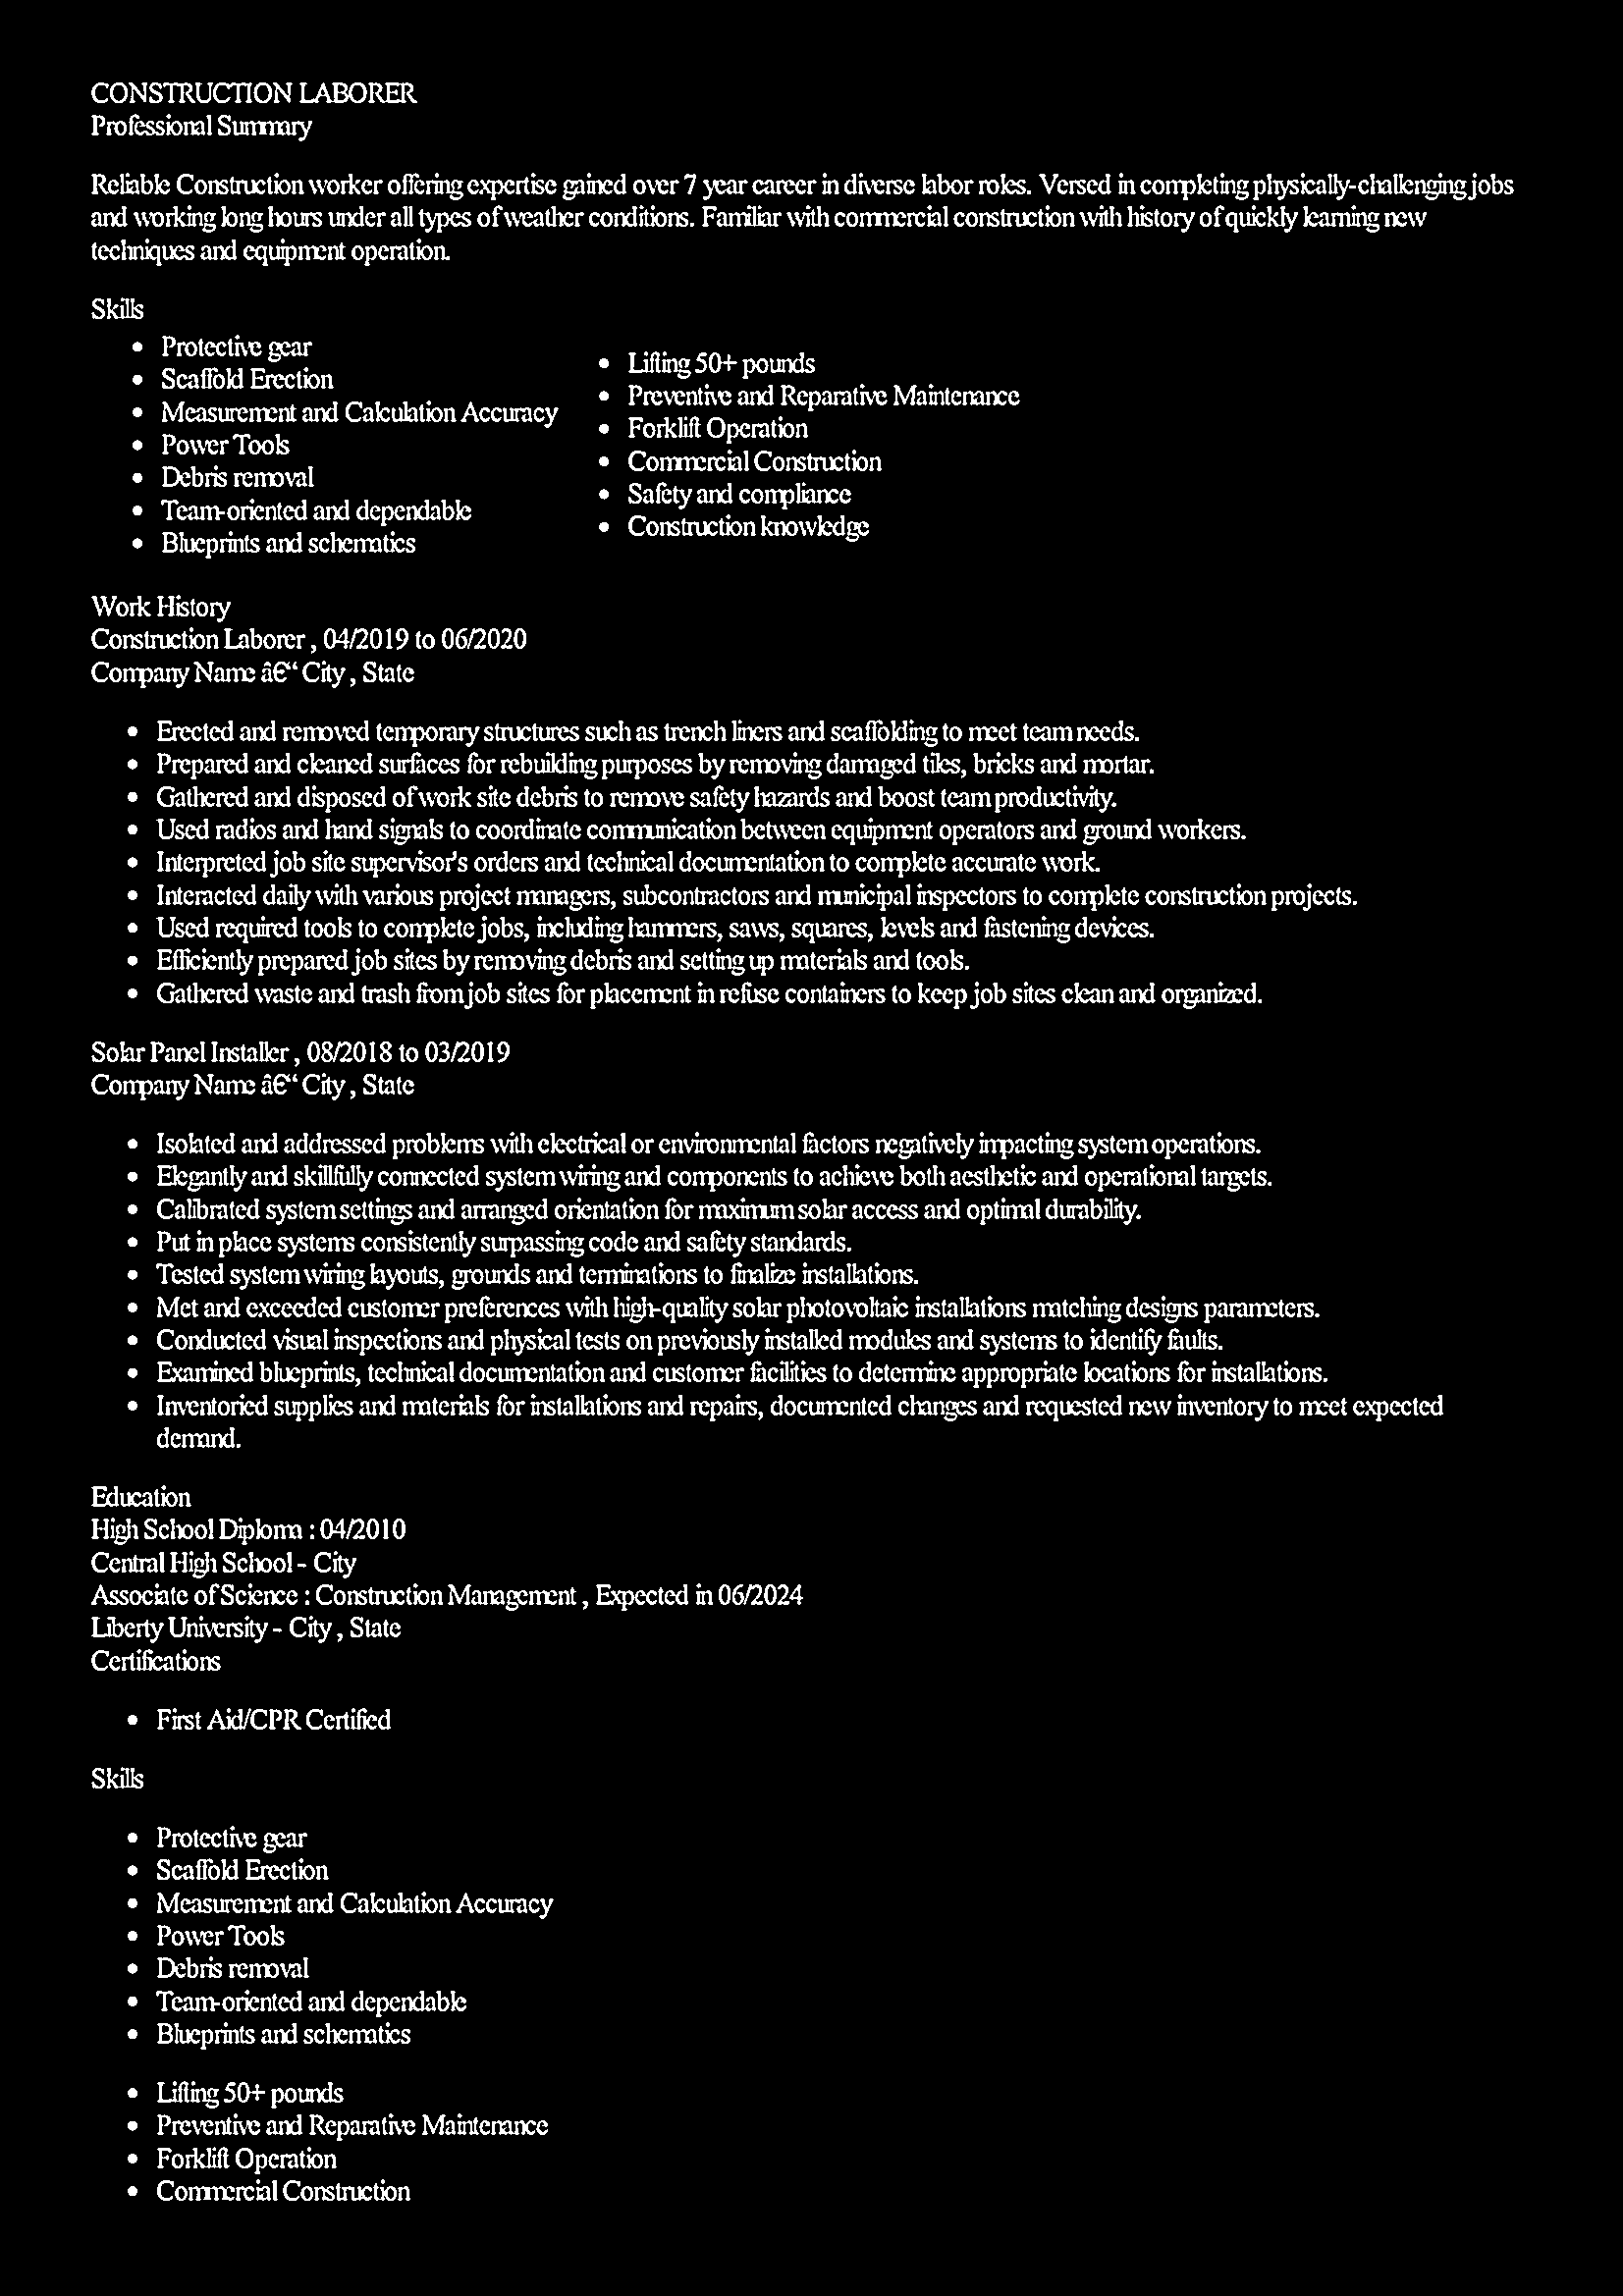 CONSTRUCTION LABORER
Professional Summary
Reliable Construction worker offering expertise gained over 7 year career in diverse labor roles. Versed in completing physically-challenging jobs
and working long hours under all types of weather conditions. Familiar with commercial construction with history of quickly learning new
techniques and equipment operation.
Skills
• Protective gear
• Scaffold Erection
• Measurement and Calculation Accuracy
• Power Tools
• Debris removal
• Team-oriented and dependable
• Blueprints and schematics
• Lifting 50+ pounds
• Preventive and Reparative Maintenance
• Forklift Operation
• Commercial Construction
• Safety and compliance
• Construction knowledge
Work History
Construction Laborer , 04/2019 to 06/2020
Company Name â€“ City , State
• Erected and removed temporary structures such as trench liners and scaffolding to meet team needs.
• Prepared and cleaned surfaces for rebuilding purposes by removing damaged tiles, bricks and mortar.
• Gathered and disposed of work site debris to remove safety hazards and boost team productivity.
• Used radios and hand signals to coordinate communication between equipment operators and ground workers.
• Interpreted job site supervisor's orders and technical documentation to complete accurate work.
• Interacted daily with various project managers, subcontractors and municipal inspectors to complete construction projects.
• Used required tools to complete jobs, including hammers, saws, squares, levels and fastening devices.
• Efficiently prepared job sites by removing debris and setting up materials and tools.
• Gathered waste and trash from job sites for placement in refuse containers to keep job sites clean and organized.
Solar Panel Installer , 08/2018 to 03/2019
Company Name â€“ City , State
• Isolated and addressed problems with electrical or environmental factors negatively impacting system operations.
• Elegantly and skillfully connected system wiring and components to achieve both aesthetic and operational targets.
• Calibrated system settings and arranged orientation for maximum solar access and optimal durability.
• Put in place systems consistently surpassing code and safety standards.
• Tested system wiring layouts, grounds and terminations to finalize installations.
• Met and exceeded customer preferences with high-quality solar photovoltaic installations matching designs parameters.
• Conducted visual inspections and physical tests on previously installed modules and systems to identify faults.
• Examined blueprints, technical documentation and customer facilities to determine appropriate locations for installations.
• Inventoried supplies and materials for installations and repairs, documented changes and requested new inventory to meet expected
demand.
Education
High School Diploma : 04/2010
Central High School - City
Associate of Science : Construction Management , Expected in 06/2024
Liberty University - City , State
Certifications
• First Aid/CPR Certified
Skills
• Protective gear
• Scaffold Erection
• Measurement and Calculation Accuracy
• Power Tools
• Debris removal
• Team-oriented and dependable
• Blueprints and schematics
• Lifting 50+ pounds
• Preventive and Reparative Maintenance
• Forklift Operation
• Commercial Construction